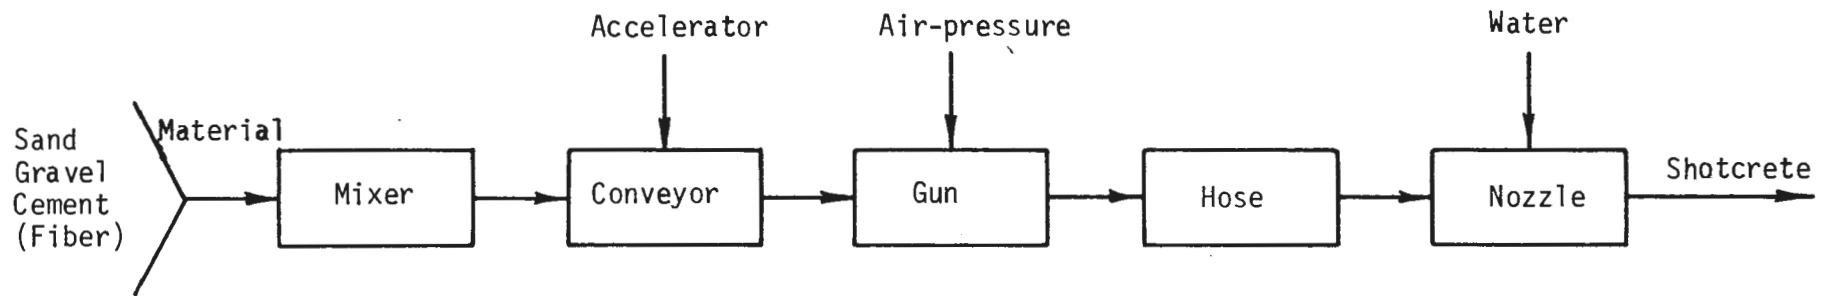 Accelerator
Air-pressure
Water
Sand
Gravel
Cement
(Fiber)
Material
Mixer
Conveyor
Gun
Hose
Nozzle
Shotcrete